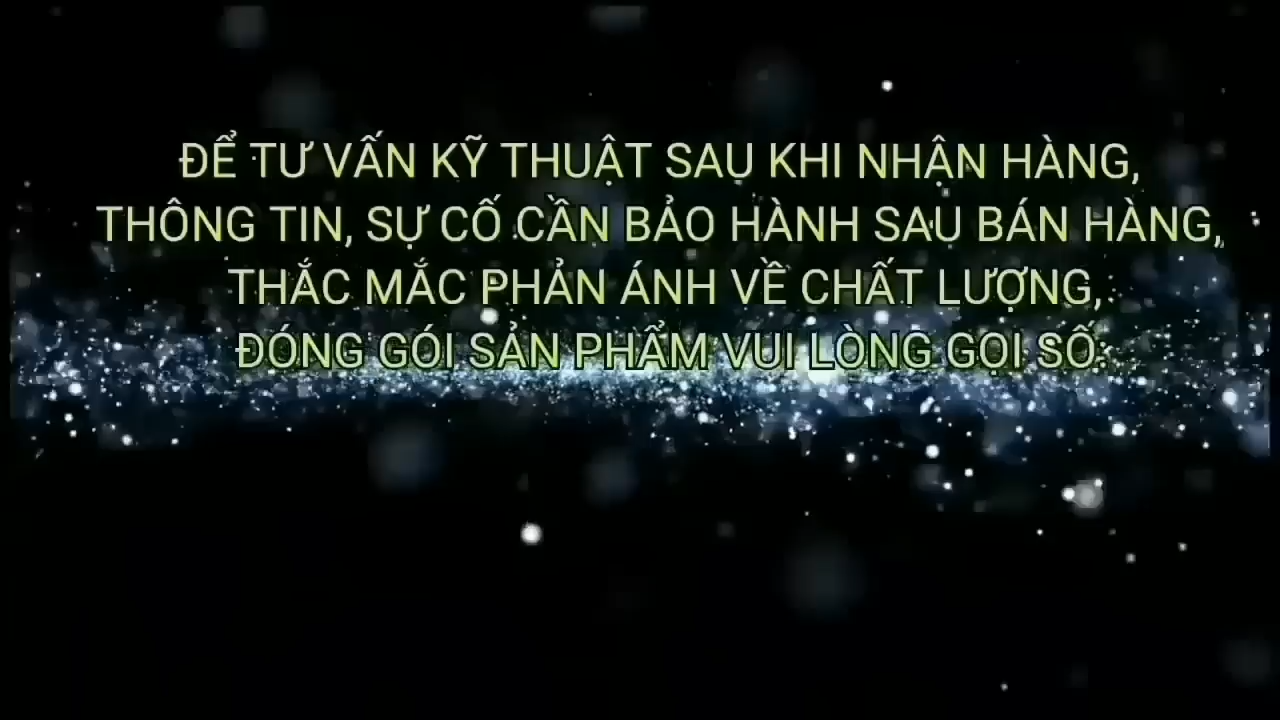 ĐỂ TƯ VẤN KỸ THUẬT SAU KHI NHẬN HÀNG,
THÔNG TIN, SỰ CỐ CẦN BẢO HÀNH SAU BÁN HÀNG,
THẮC MẮC PHẢN ÁNH VỀ CHẤT LƯỢNG,
ĐÓNG GÓI SẢN PHẨM VUI LÒNG GỌI SỐ: